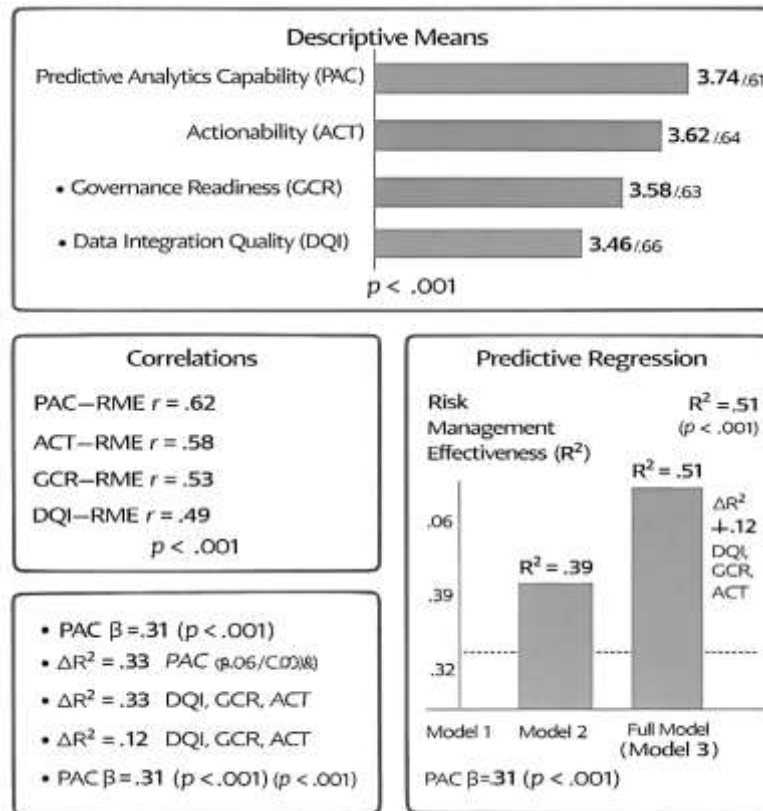 Descriptive Means
Predictive Analytics Capability (PAC)
3.74/.61
Actionability (ACT)
3.62/.64
• Governance Readiness (GCR)
3.58/.63
• Data Integration Quality (DQI)
3.46/.66
p < .001
Correlations
PAC–RME r = .62
ACT–RME r = .58
GCR–RME r = .53
DQI–RME r = .49
p < .001
• PAC β = .31 (p < .001)
• ΔR² = .33 PAC
• ΔR² = .33 DQI, GCR, ACT
• ΔR² = .12 DQI, GCR, ACT
• PAC β = .31 (p < .001) (p < .001)
Predictive Regression
Risk
Management
Effectiveness (R²)
R² = .51
(p < .001)
R² = .51
ΔR²
+.12
DQI,
GCR,
ACT
R² = .39
.06
.39
.32
Model 1
Model 2
Full Model
(Model 3)
PAC β=.31 (p < .001)